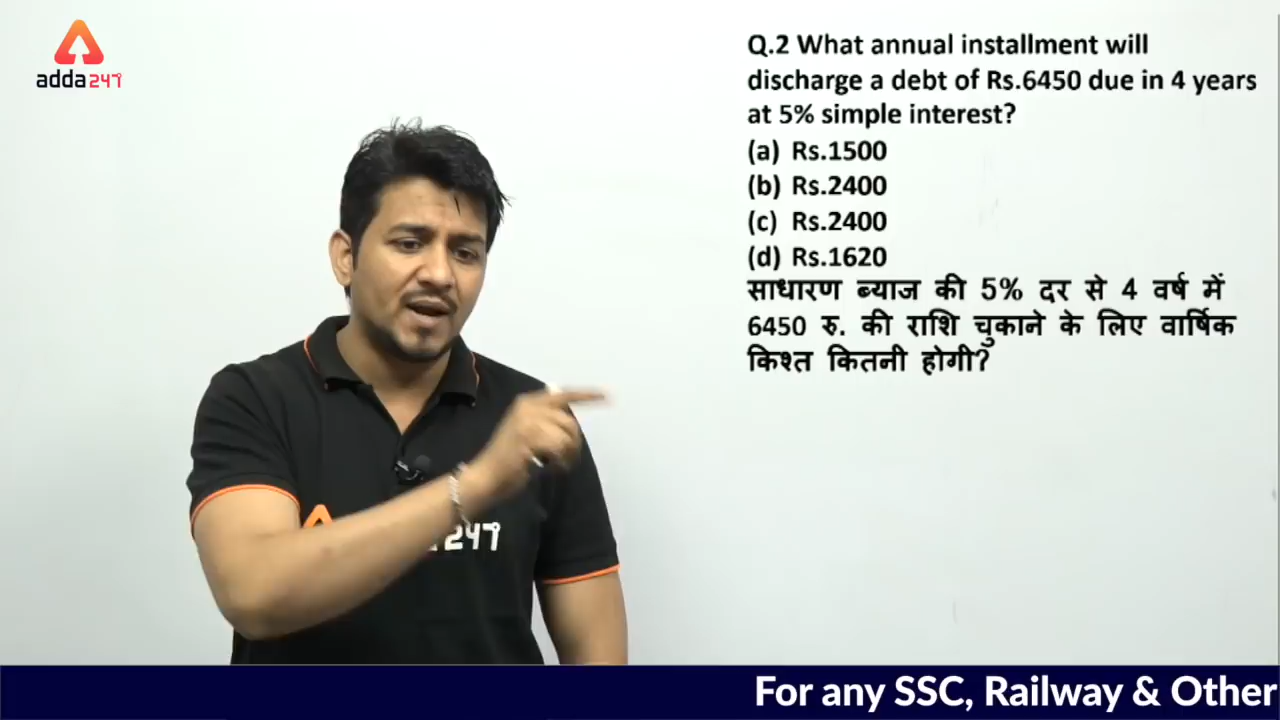 adda247
Q.2 What annual installment will
discharge a debt of Rs.6450 due in 4 years
at 5% simple interest?
(a) Rs.1500
(b) Rs.2400
(c) Rs.2400
(d) Rs.1620
साधारण ब्याज की 5% दर से 4 वर्ष में
6450 रु. की राशि चुकाने के लिए वार्षिक
किश्त कितनी होगी?
247
For any SSC, Railway & Other